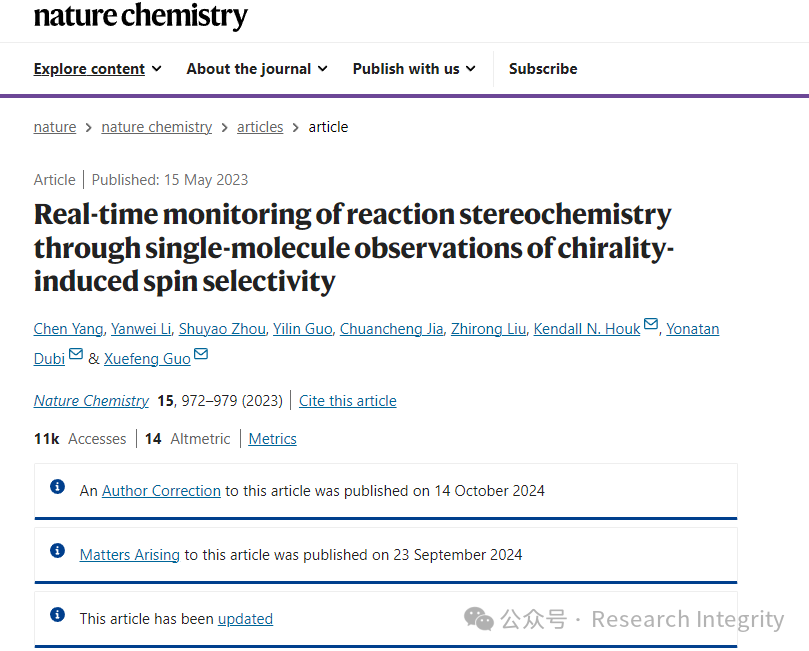 nature chemistry
Explore content About the journal Publish with us Subscribe
nature > nature chemistry > articles > article
Article | Published: 15 May 2023
Real-time monitoring of reaction stereochemistry
through single-molecule observations of chirality-
induced spin selectivity
Chen Yang, Yanwei Li, Shuyao Zhou, Yilin Guo, Chuancheng Jia, Zhirong Liu, Kendall N. Houk, Yonatan
Dubi & Xuefeng Guo
Nature Chemistry 15, 972–979 (2023) | Cite this article
11k Accesses | 14 Altmetric | Metrics
An Author Correction to this article was published on 14 October 2024
Matters Arising to this article was published on 23 September 2024
This article has been updated
公众号 · Research Integrity